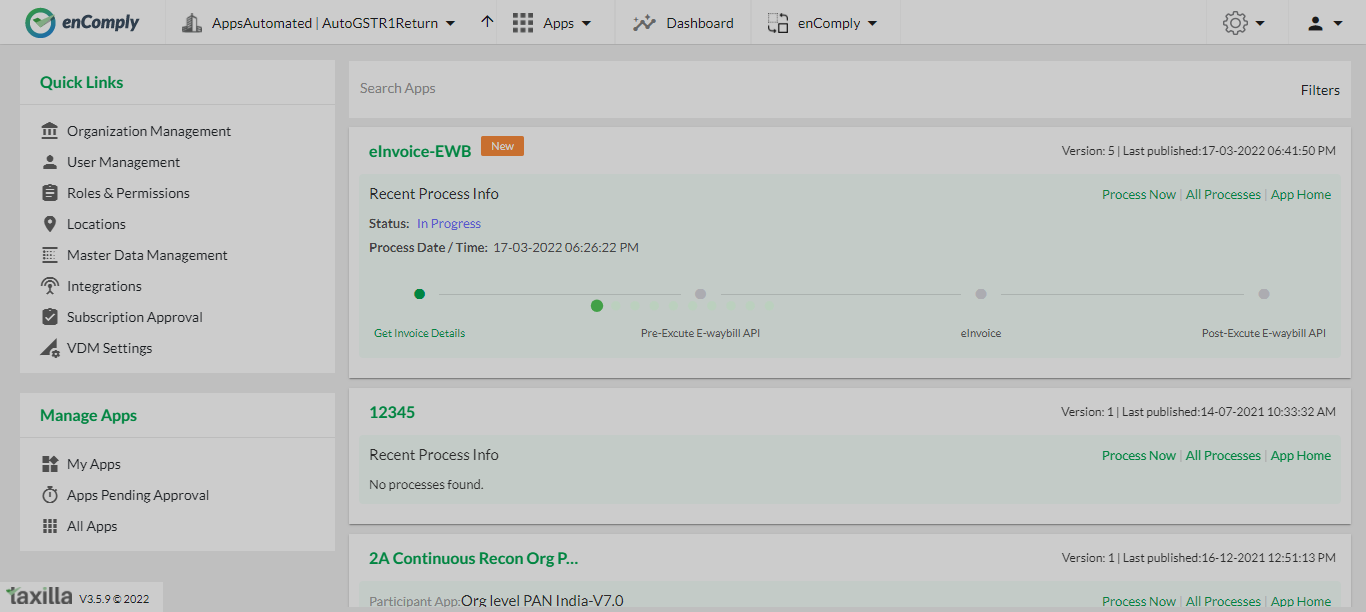 enComply
AppsAutomated | AutoGSTR1Return
Apps
Dashboard
enComply
Quick Links
Organization Management
User Management
Roles & Permissions
Locations
Master Data Management
Integrations
Subscription Approval
VDM Settings
Manage Apps
My Apps
Apps Pending Approval
All Apps
taxilla V3.5.9 © 2022
Search Apps
Filters
eInvoice-EWB New
Version: 5 | Last published:17-03-2022 06:41:50 PM
Recent Process Info
Process Now | All Processes | App Home
Status: In Progress
Process Date / Time: 17-03-2022 06:26:22 PM
Get Invoice Details
Pre-Excute E-waybill API
eInvoice
Post-Excute E-waybill API
12345
Version: 1 | Last published:14-07-2021 10:33:32 AM
Recent Process Info
Process Now | All Processes | App Home
No processes found.
2A Continuous Recon Org P...
Version: 1 | Last published:16-12-2021 12:51:13 PM
Participant App:Org level PAN India-V7.0
Process Now | All Processes | App Home